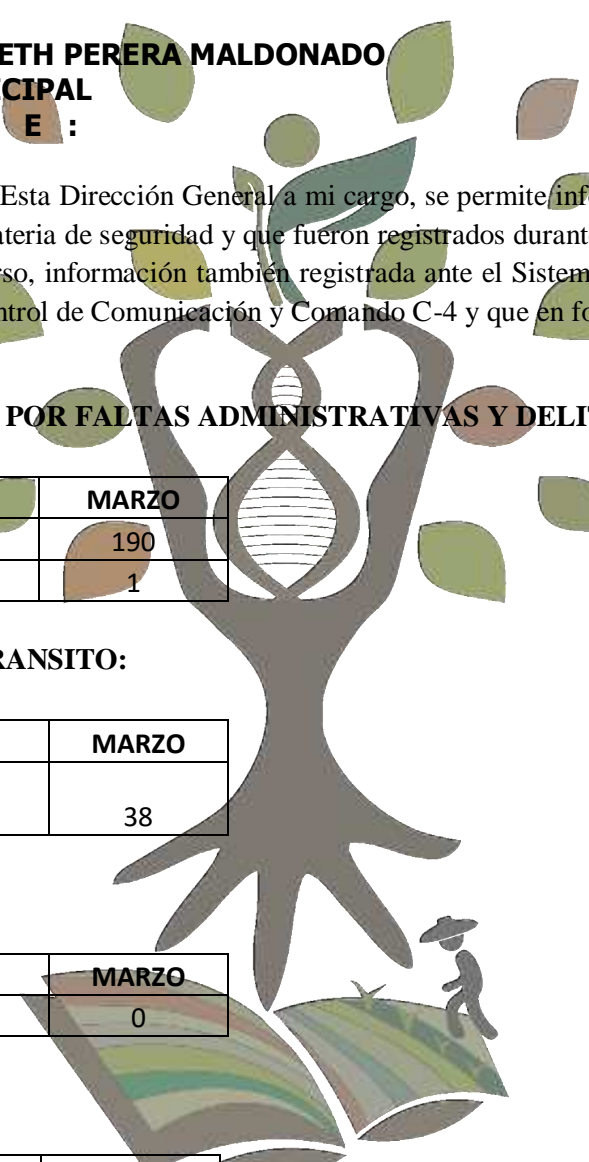 ETH PERERA MALDONADO
CIPAL
E :
Esta Dirección General a mi cargo, se permite inf
ateria de seguridad y que fueron registrados durant
rso, información también registrada ante el Sistem
ntrol de Comunicación y Comando C-4 y que en fo
POR FALTAS ADMINISTRATIVAS Y DELI
MARZO
190
1
RANSITO:
MARZO
38
MARZO
0